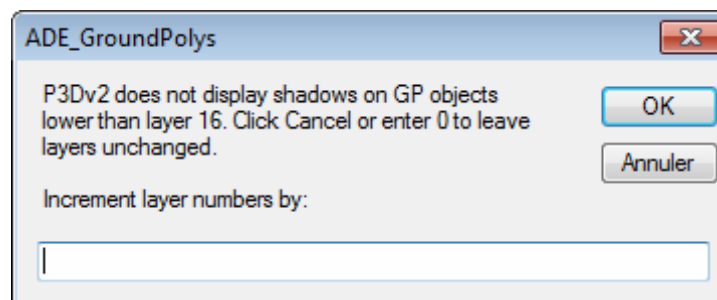 ADE_GroundPolys
P3Dv2 does not display shadows on GP objects
lower than layer 16. Click Cancel or enter 0 to leave
layers unchanged.
OK
Annuler
Increment layer numbers by: